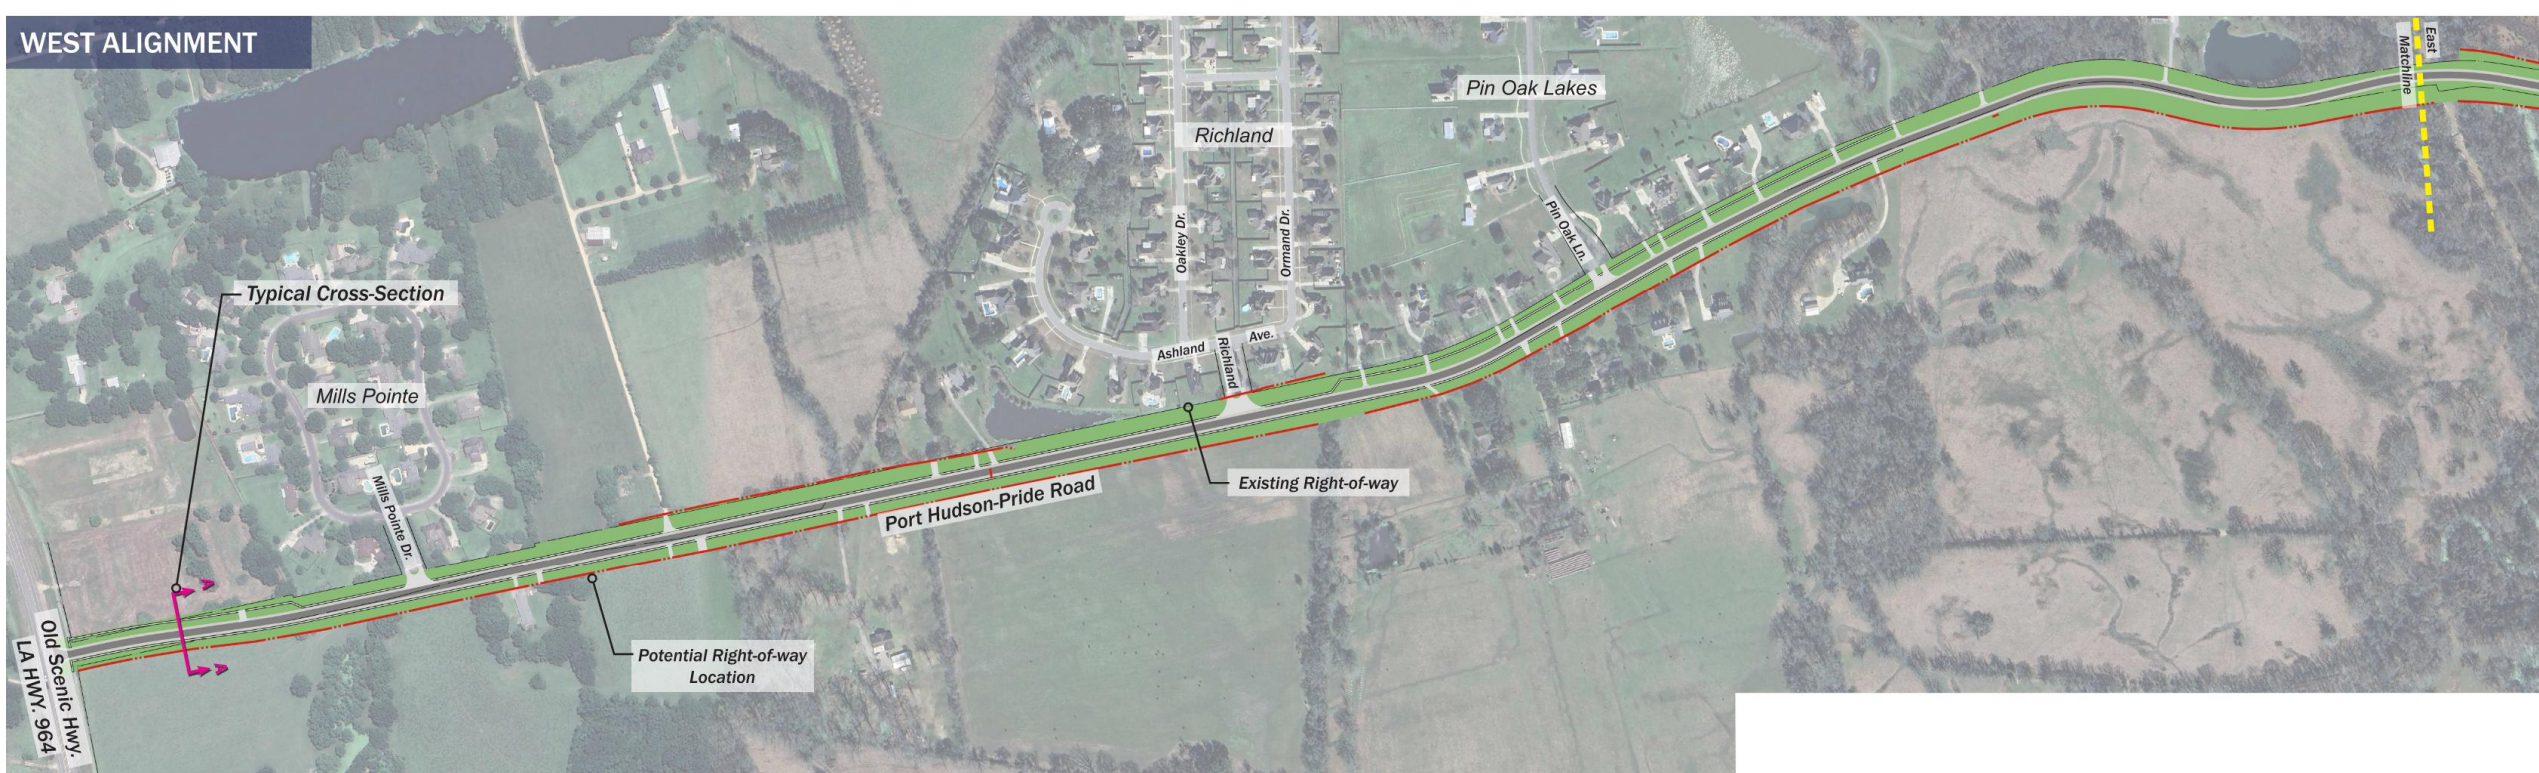 WEST ALIGNMENT
East
Matchline
Pin Oak Lakes
Richland
Oakley Dr.
Ormand Dr.
Pin Oak Ln.
Typical Cross-Section
Ashland
Ave.
Richland
Mills Pointe
Mills Pointe Dr.
Existing Right-of-way
Port Hudson-Pride Road
A
A
Potential Right-of-way
Location
Old Scenic Hwy.
LA HWY. 964